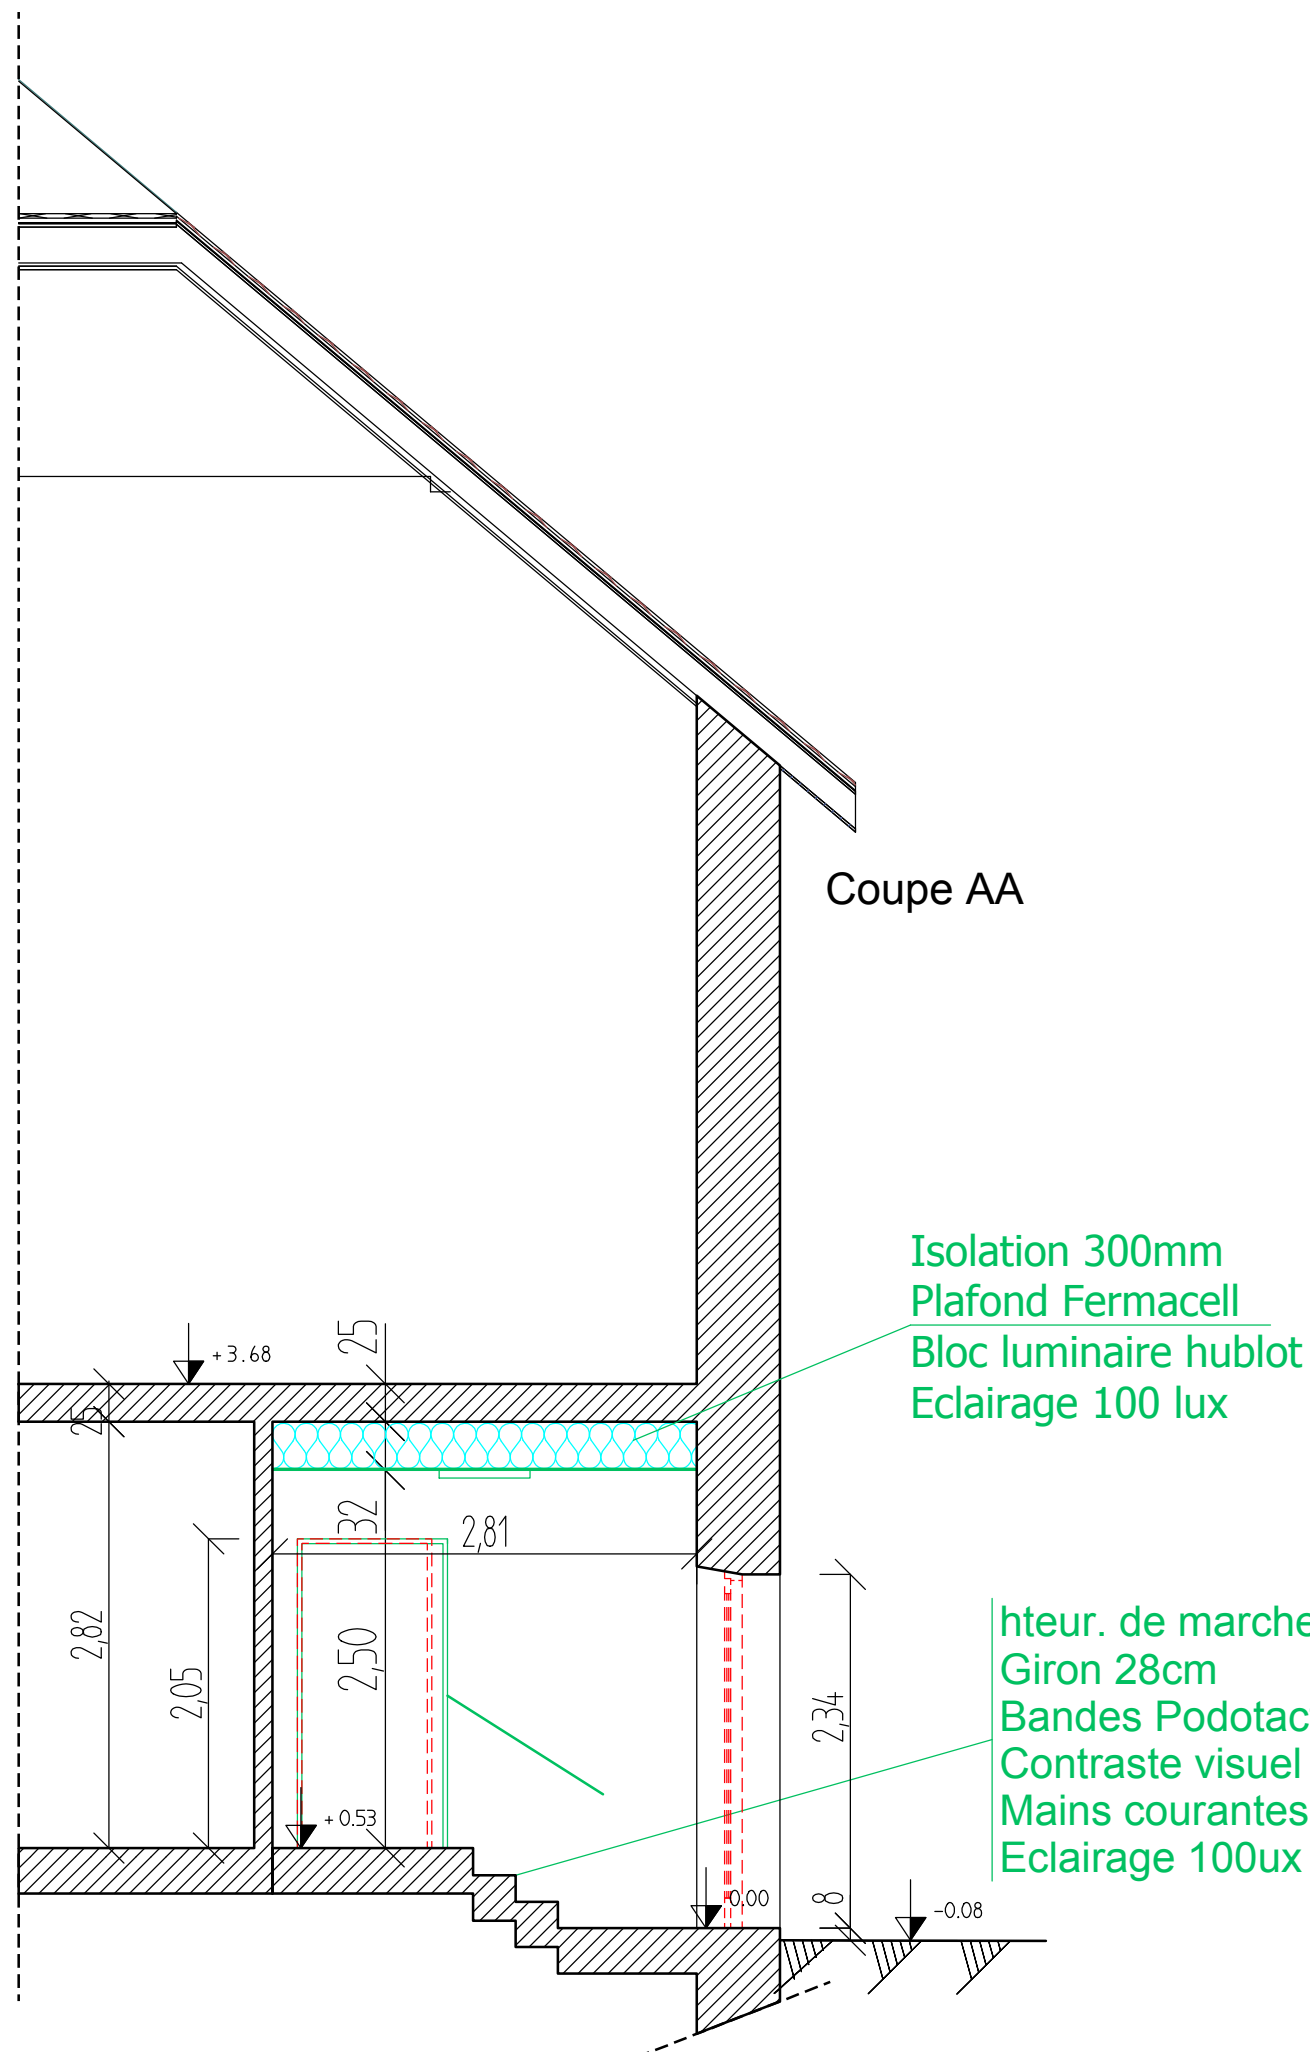 Coupe AA
Isolation 300mm
Plafond Fermacell
Bloc luminaire hublot
Eclairage 100 lux
+3.68
25
25
32
2,81
2,82
2,05
2,50
2,34
hteur. de marche
Giron 28cm
Bandes Podotac
Contraste visuel
Mains courantes
Eclairage 100ux
+0.53
0.00
8
-0.08